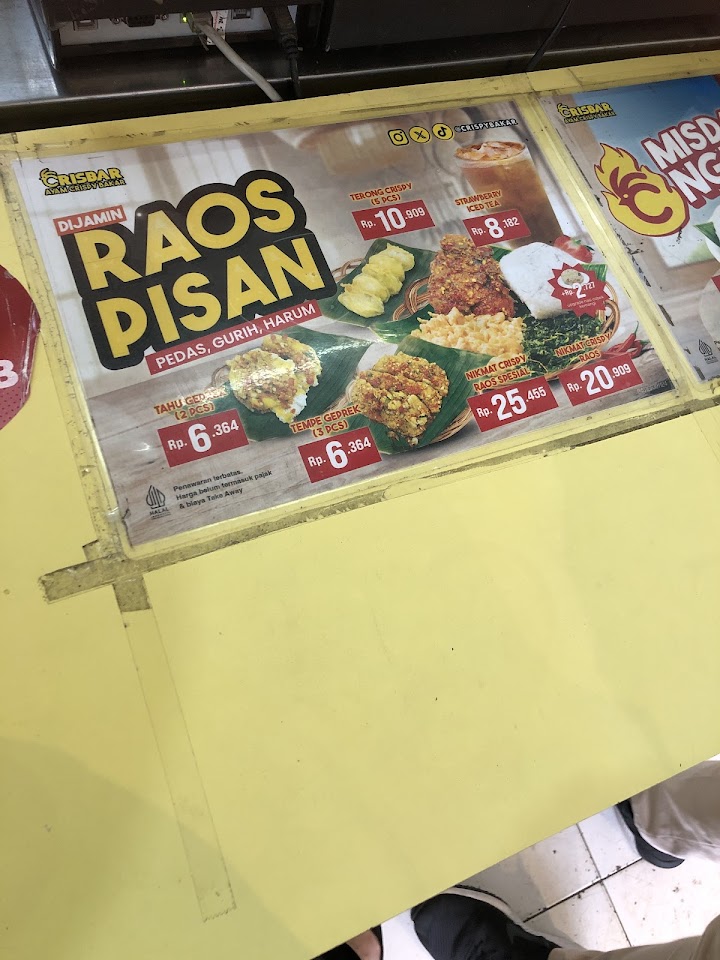 CRISBAR
AYAM CRISPY BAKAR
@CRISPYBAKAR
DIJAMIN
RAOS
PISAN
PEDAS, GURIH, HARUM
TERONG CRISPY
(5 PCS)
Rp. 10.909
STRAWBERRY
ICED TEA
Rp. 8.182
+Rp. 2.727
TAHU GEPREK
(2 PCS)
Rp. 6.364
TEMPE GEPREK
(3 PCS)
Rp. 6.364
NIKMAT CRISPY
RAOS SPESIAL
Rp. 25.455
NIKMAT CRISPY
RAOS
Rp. 20.909
HALAL
Penawaran terbatas.
Harga belum termasuk pajak
& biaya Take Away
CRISBAR
AYAM CRISPY BAKAR
MISD
NG
B